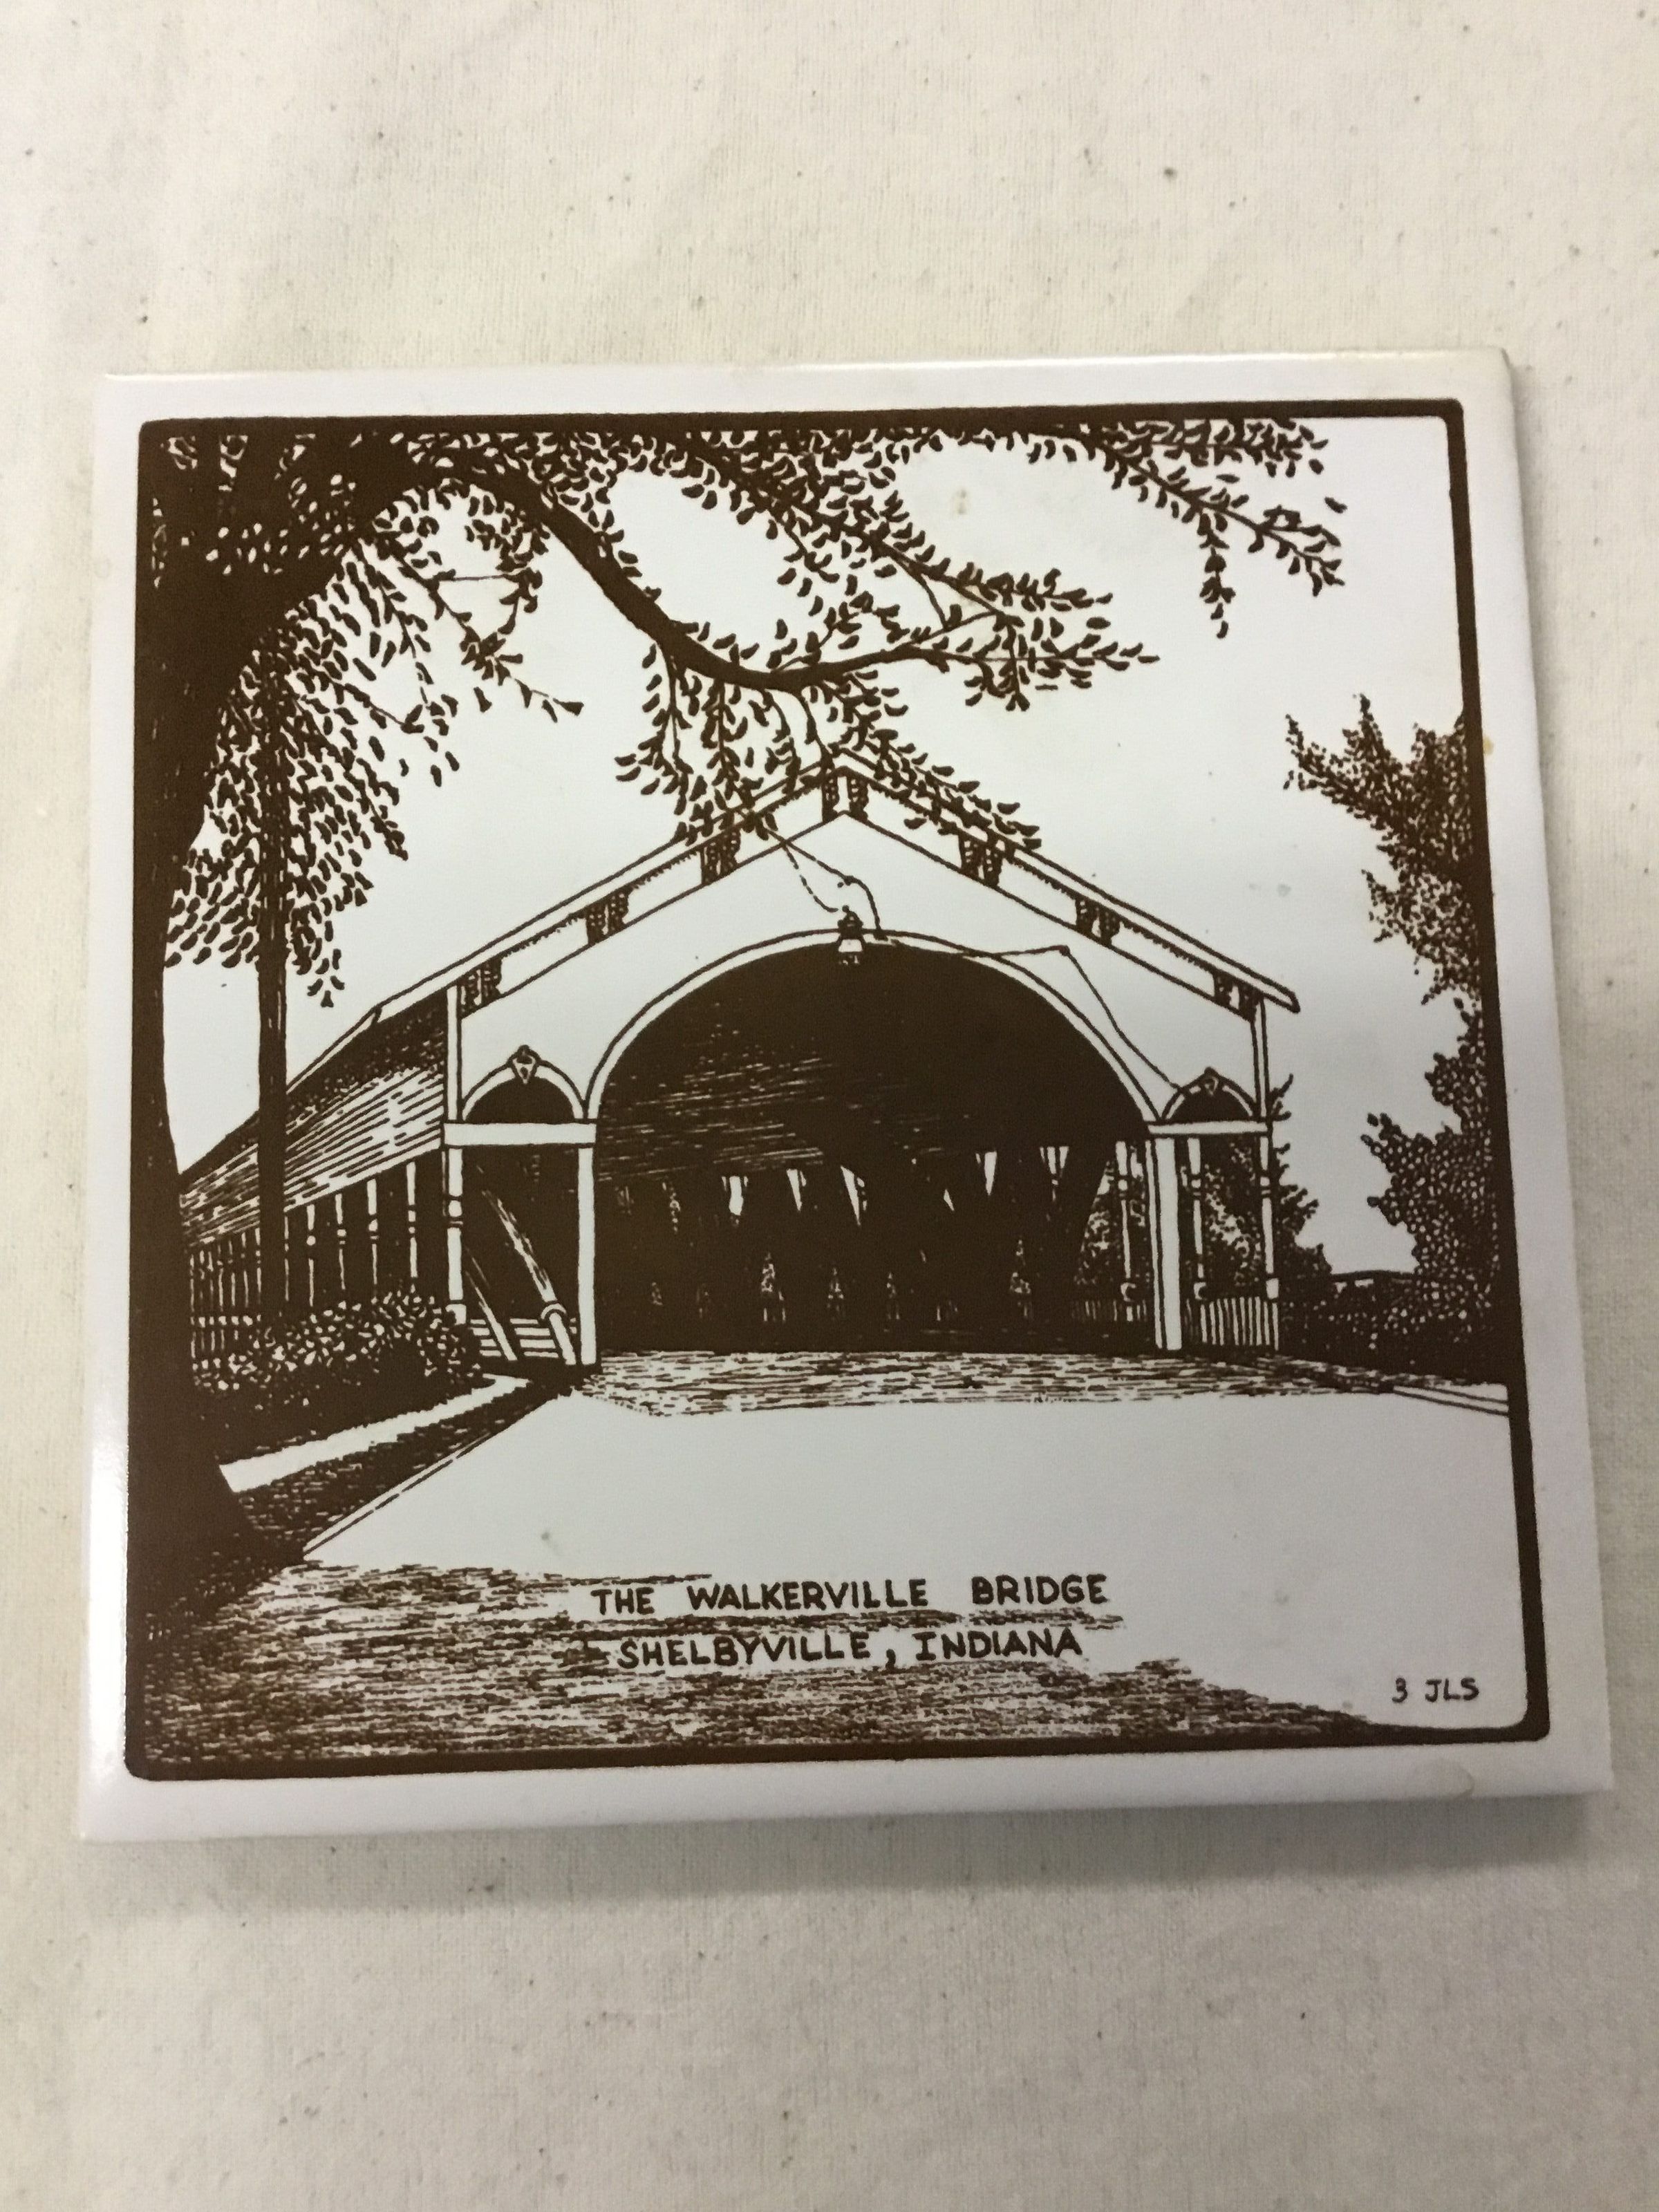 THE WALKERVILLE BRIDGE
SHELBYVILLE, INDIANA
3 JLS